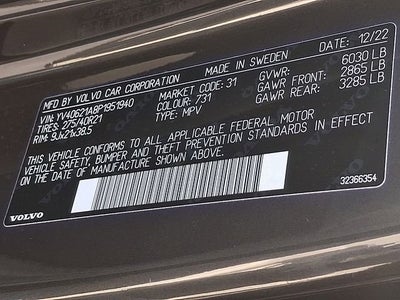 MFD BY VOLVO CAR CORPORATION MADE IN SWEDEN DATE: 12/22
VIN: YV40621A8P1951940 MARKET CODE: 31 GVWR: 6030 LB
TIRES: 275/40R21 COLOUR: 731 GAWR FRONT: 2865 LB
RIM: 9Jx21x38.5 TYPE: MPV GAWR REAR: 3285 LB
THIS VEHICLE CONFORMS TO ALL APPLICABLE FEDERAL MOTOR
VEHICLE SAFETY, BUMPER AND THEFT PREVENTION STANDARDS IN EFFECT
ON THE DATE OF MANUFACTURE SHOWN ABOVE.
VOLVO 32366354